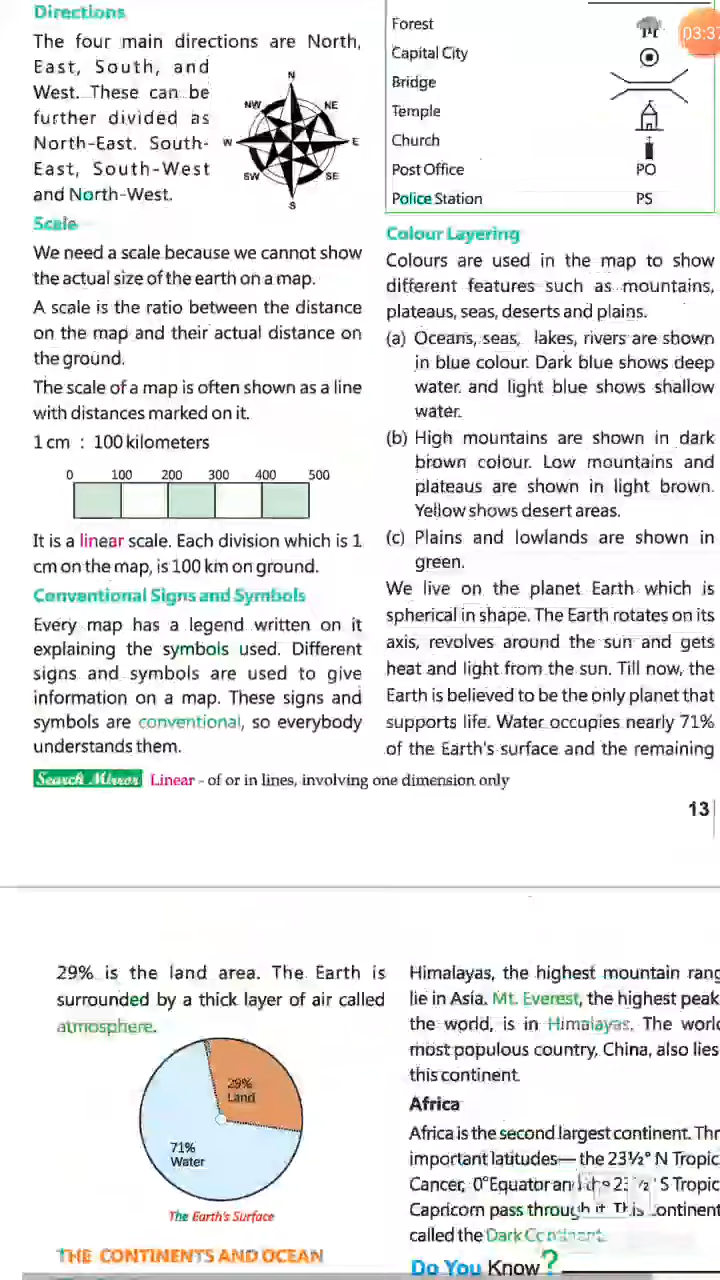 Directions
The four main directions are North,
East, South, and
West. These can be
further divided as
North-East. South-
East, South-West
and North-West.
N
NW
NE
W
E
SW
SE
S
Scale
We need a scale because we cannot show
the actual size of the earth on a map.
A scale is the ratio between the distance
on the map and their actual distance on
the ground.
The scale of a map is often shown as a line
with distances marked on it.
1 cm : 100 kilometers
0 100 200 300 400 500
It is a linear scale. Each division which is 1
cm on the map, is 100 km on ground.
Conventional Signs and Symbols
Every map has a legend written on it
explaining the symbols used. Different
signs and symbols are used to give
information on a map. These signs and
symbols are conventional, so everybody
understands them.
Forest
Capital City
Bridge
Temple
Church
Post Office PO
Police Station PS
03:37
Colour Layering
Colours are used in the map to show
different features such as mountains,
plateaus, seas, deserts and plains.
(a) Oceans, seas, lakes, rivers are shown
in blue colour. Dark blue shows deep
water. and light blue shows shallow
water.
(b) High mountains are shown in dark
brown colour. Low mountains and
plateaus are shown in light brown.
Yellow shows desert areas.
(c) Plains and lowlands are shown in
green.
We live on the planet Earth which is
spherical in shape. The Earth rotates on its
axis, revolves around the sun and gets
heat and light from the sun. Till now, the
Earth is believed to be the only planet that
supports life. Water occupies nearly 71%
of the Earth's surface and the remaining
Search Mirror Linear - of or in lines, involving one dimension only
13
29% is the land area. The Earth is
surrounded by a thick layer of air called
atmosphere.
29%
Land
71%
Water
The Earth's Surface
THE CONTINENTS AND OCEAN
Himalayas, the highest mountain rang
lie in Asia. Mt. Everest, the highest peak
the world, is in Himalayas. The worl
most populous country, China, also lies
this continent.
Africa
Africa is the second largest continent. Thr
important latitudes— the 23½° N Tropic
Cancer, 0°Equator and the 23½° S Tropic
Capricorn pass through it. This continent
called the Dark Continent.
Do You Know?